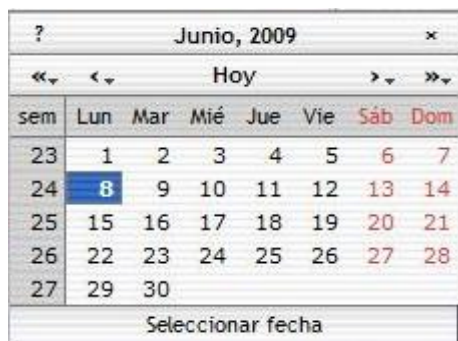 ? Junio, 2009 ×
« ‹ Hoy › »
sem Lun Mar Mié Jue Vie Sáb Dom
23 1 2 3 4 5 6 7
24 8 9 10 11 12 13 14
25 15 16 17 18 19 20 21
26 22 23 24 25 26 27 28
27 29 30
Seleccionar fecha